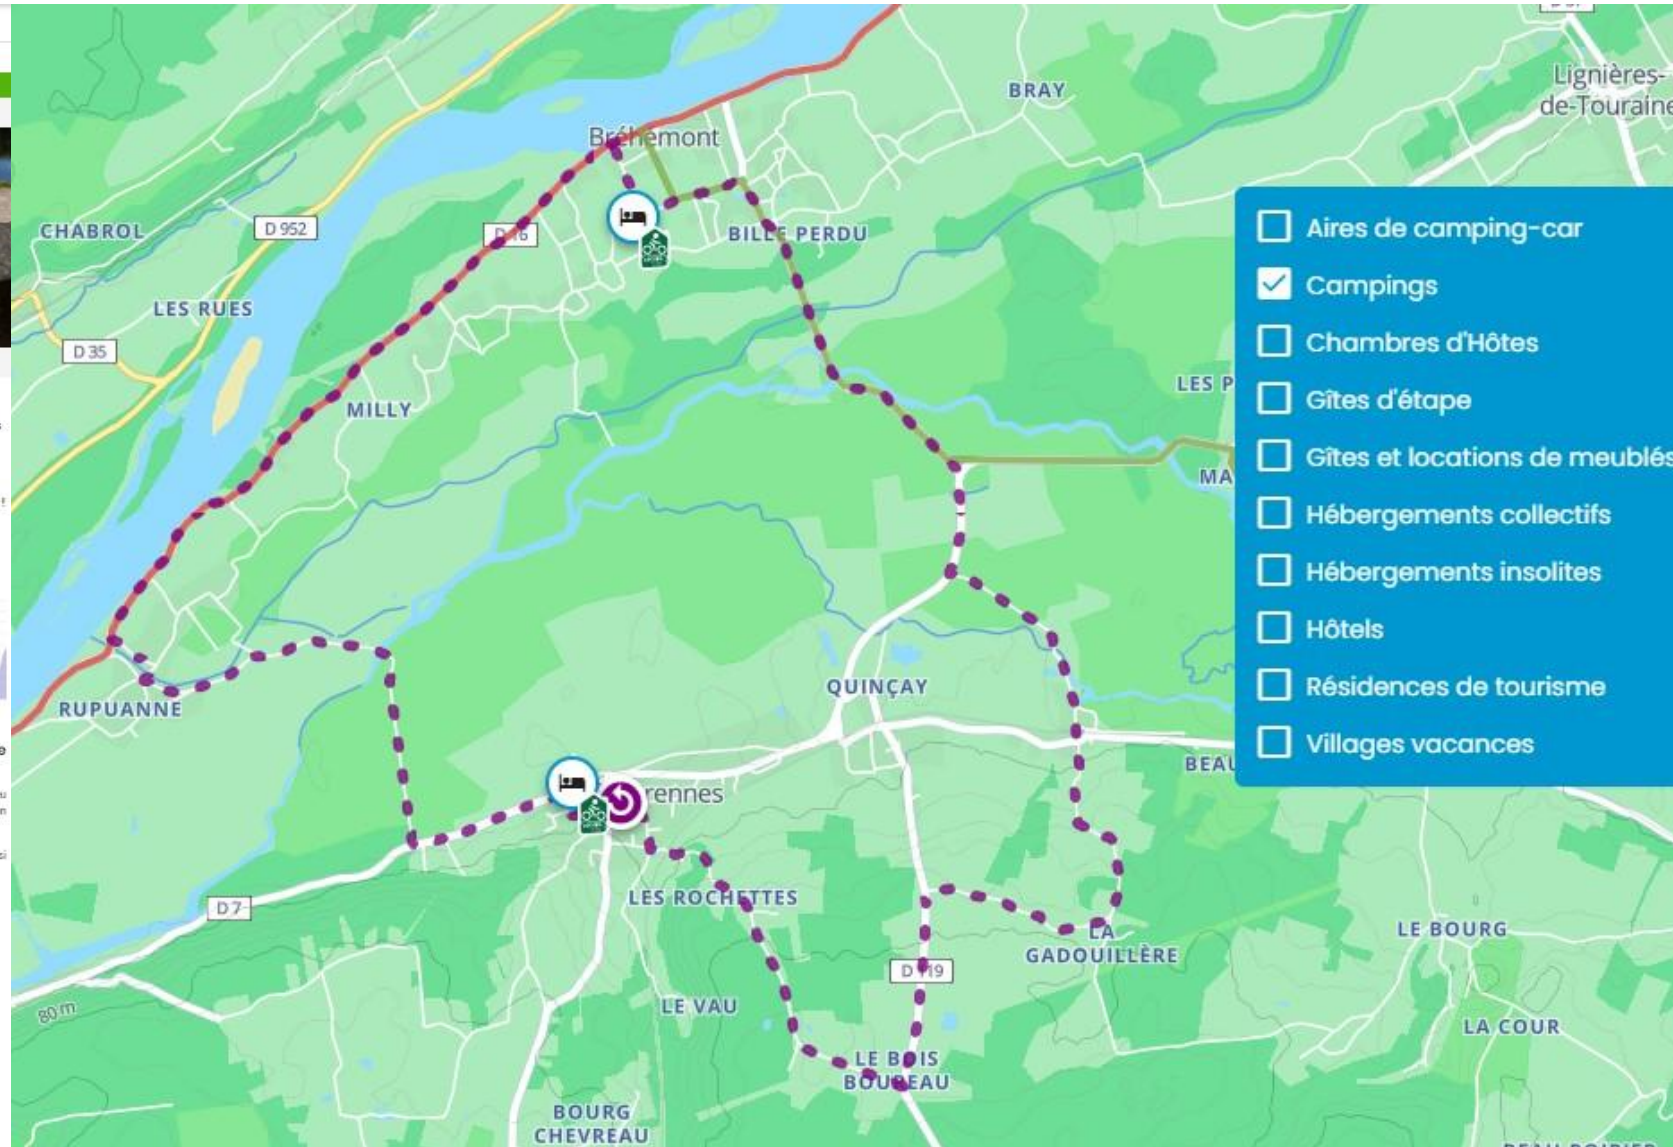 Lignières-
de-Touraine
BRAY
Bréhémont
CHABROL
D 952
D 16
BILLE PERDU
LES RUES
D 35
MILLY
LES P
MA
QUINÇAY
RUPUANNE
BEAU
rennes
LES ROCHETTES
D 7
LA
GADOUILLÈRE
LE BOURG
D 119
80 m
LE VAU
LA COUR
LE BOIS
BOUREAU
BOURG
CHEVREAU
Aires de camping-car
Campings
Chambres d'Hôtes
Gîtes d'étape
Gîtes et locations de meublés
Hébergements collectifs
Hébergements insolites
Hôtels
Résidences de tourisme
Villages vacances